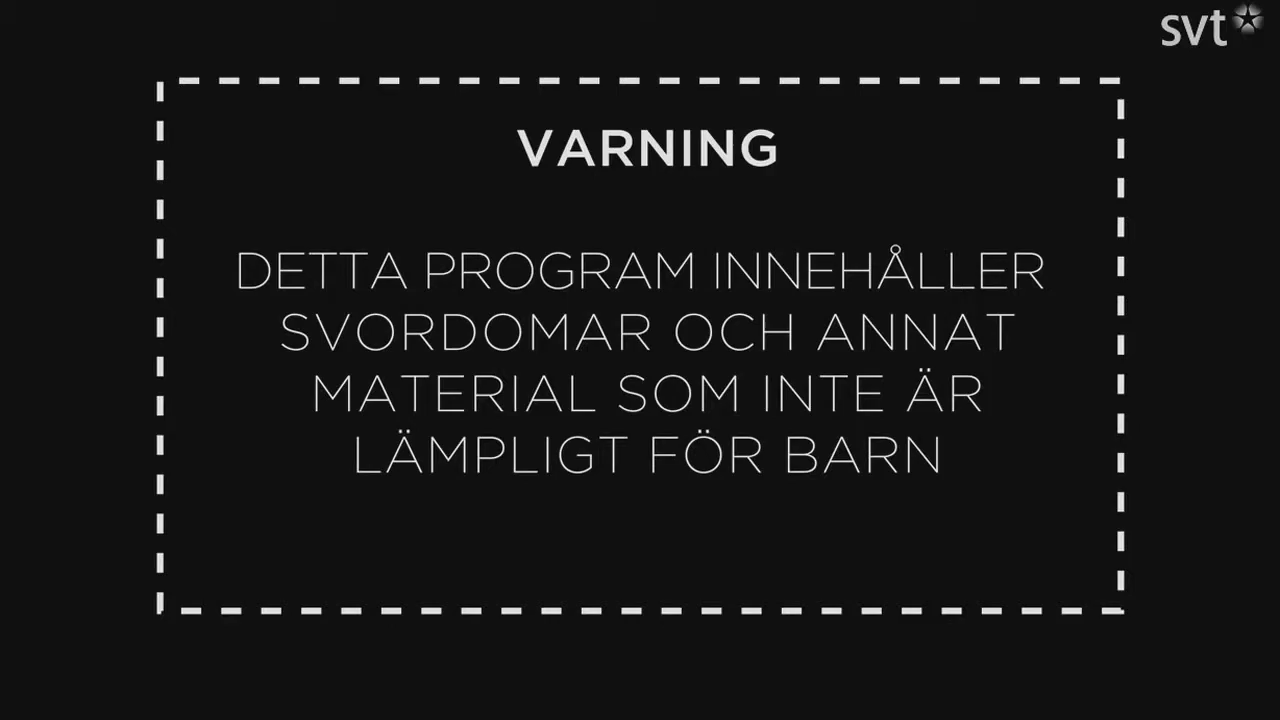 svt
VARNING
DETTA PROGRAM INNEHÅLLER
SVORDOMAR OCH ANNAT
MATERIAL SOM INTE ÄR
LÄMPLIGT FÖR BARN